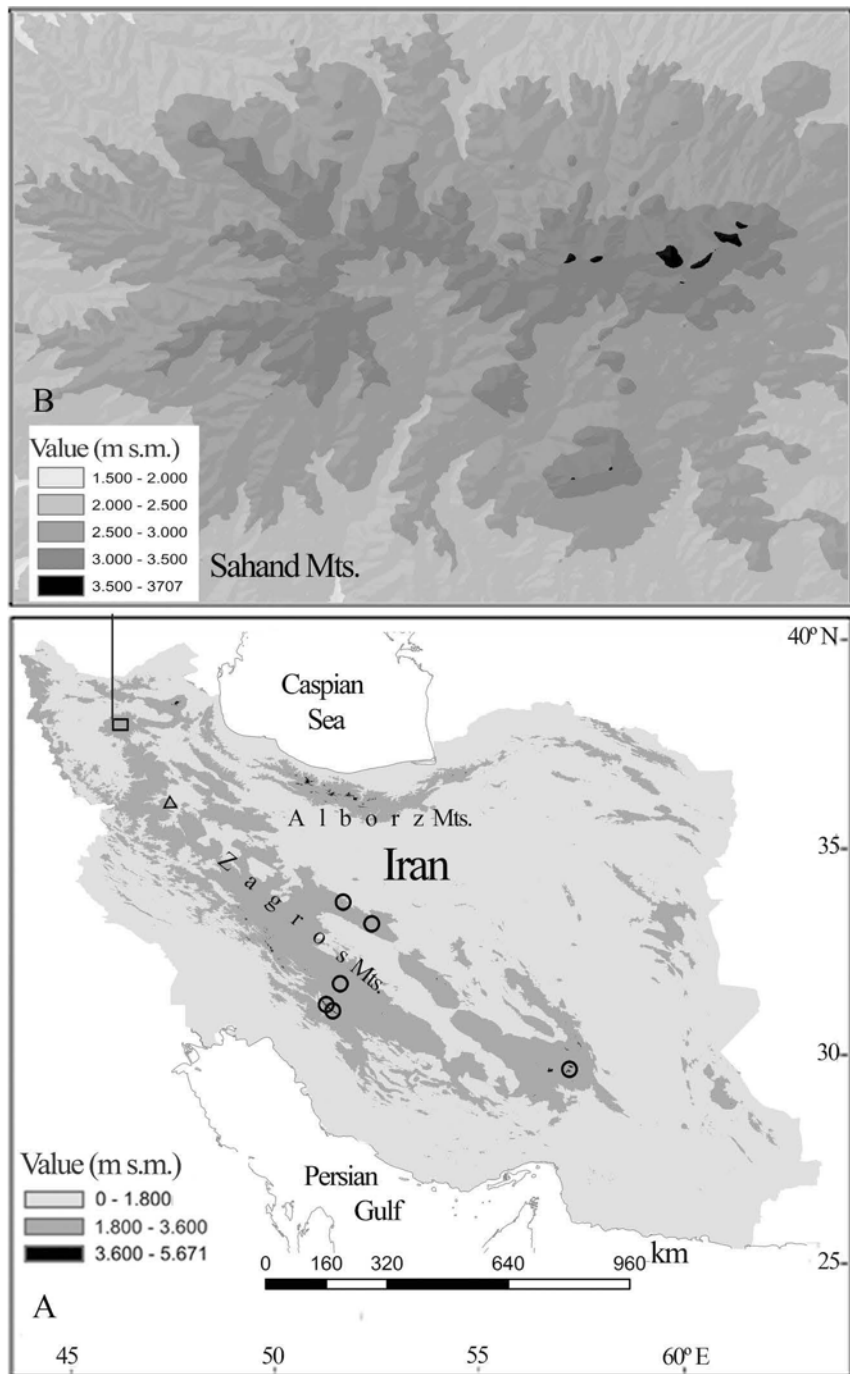 B
Value (m s.m.)
1.500 - 2.000
2.000 - 2.500
2.500 - 3.000
3.000 - 3.500
3.500 - 3707
Sahand Mts.
40º N
Caspian
Sea
Alborz Mts.
Iran
35
Zagros Mts.
30
Value (m s.m.)
0 - 1.800
1.800 - 3.600
3.600 - 5.671
Persian
Gulf
km
0 160 320 640 960
25
A
45 50 55 60º E